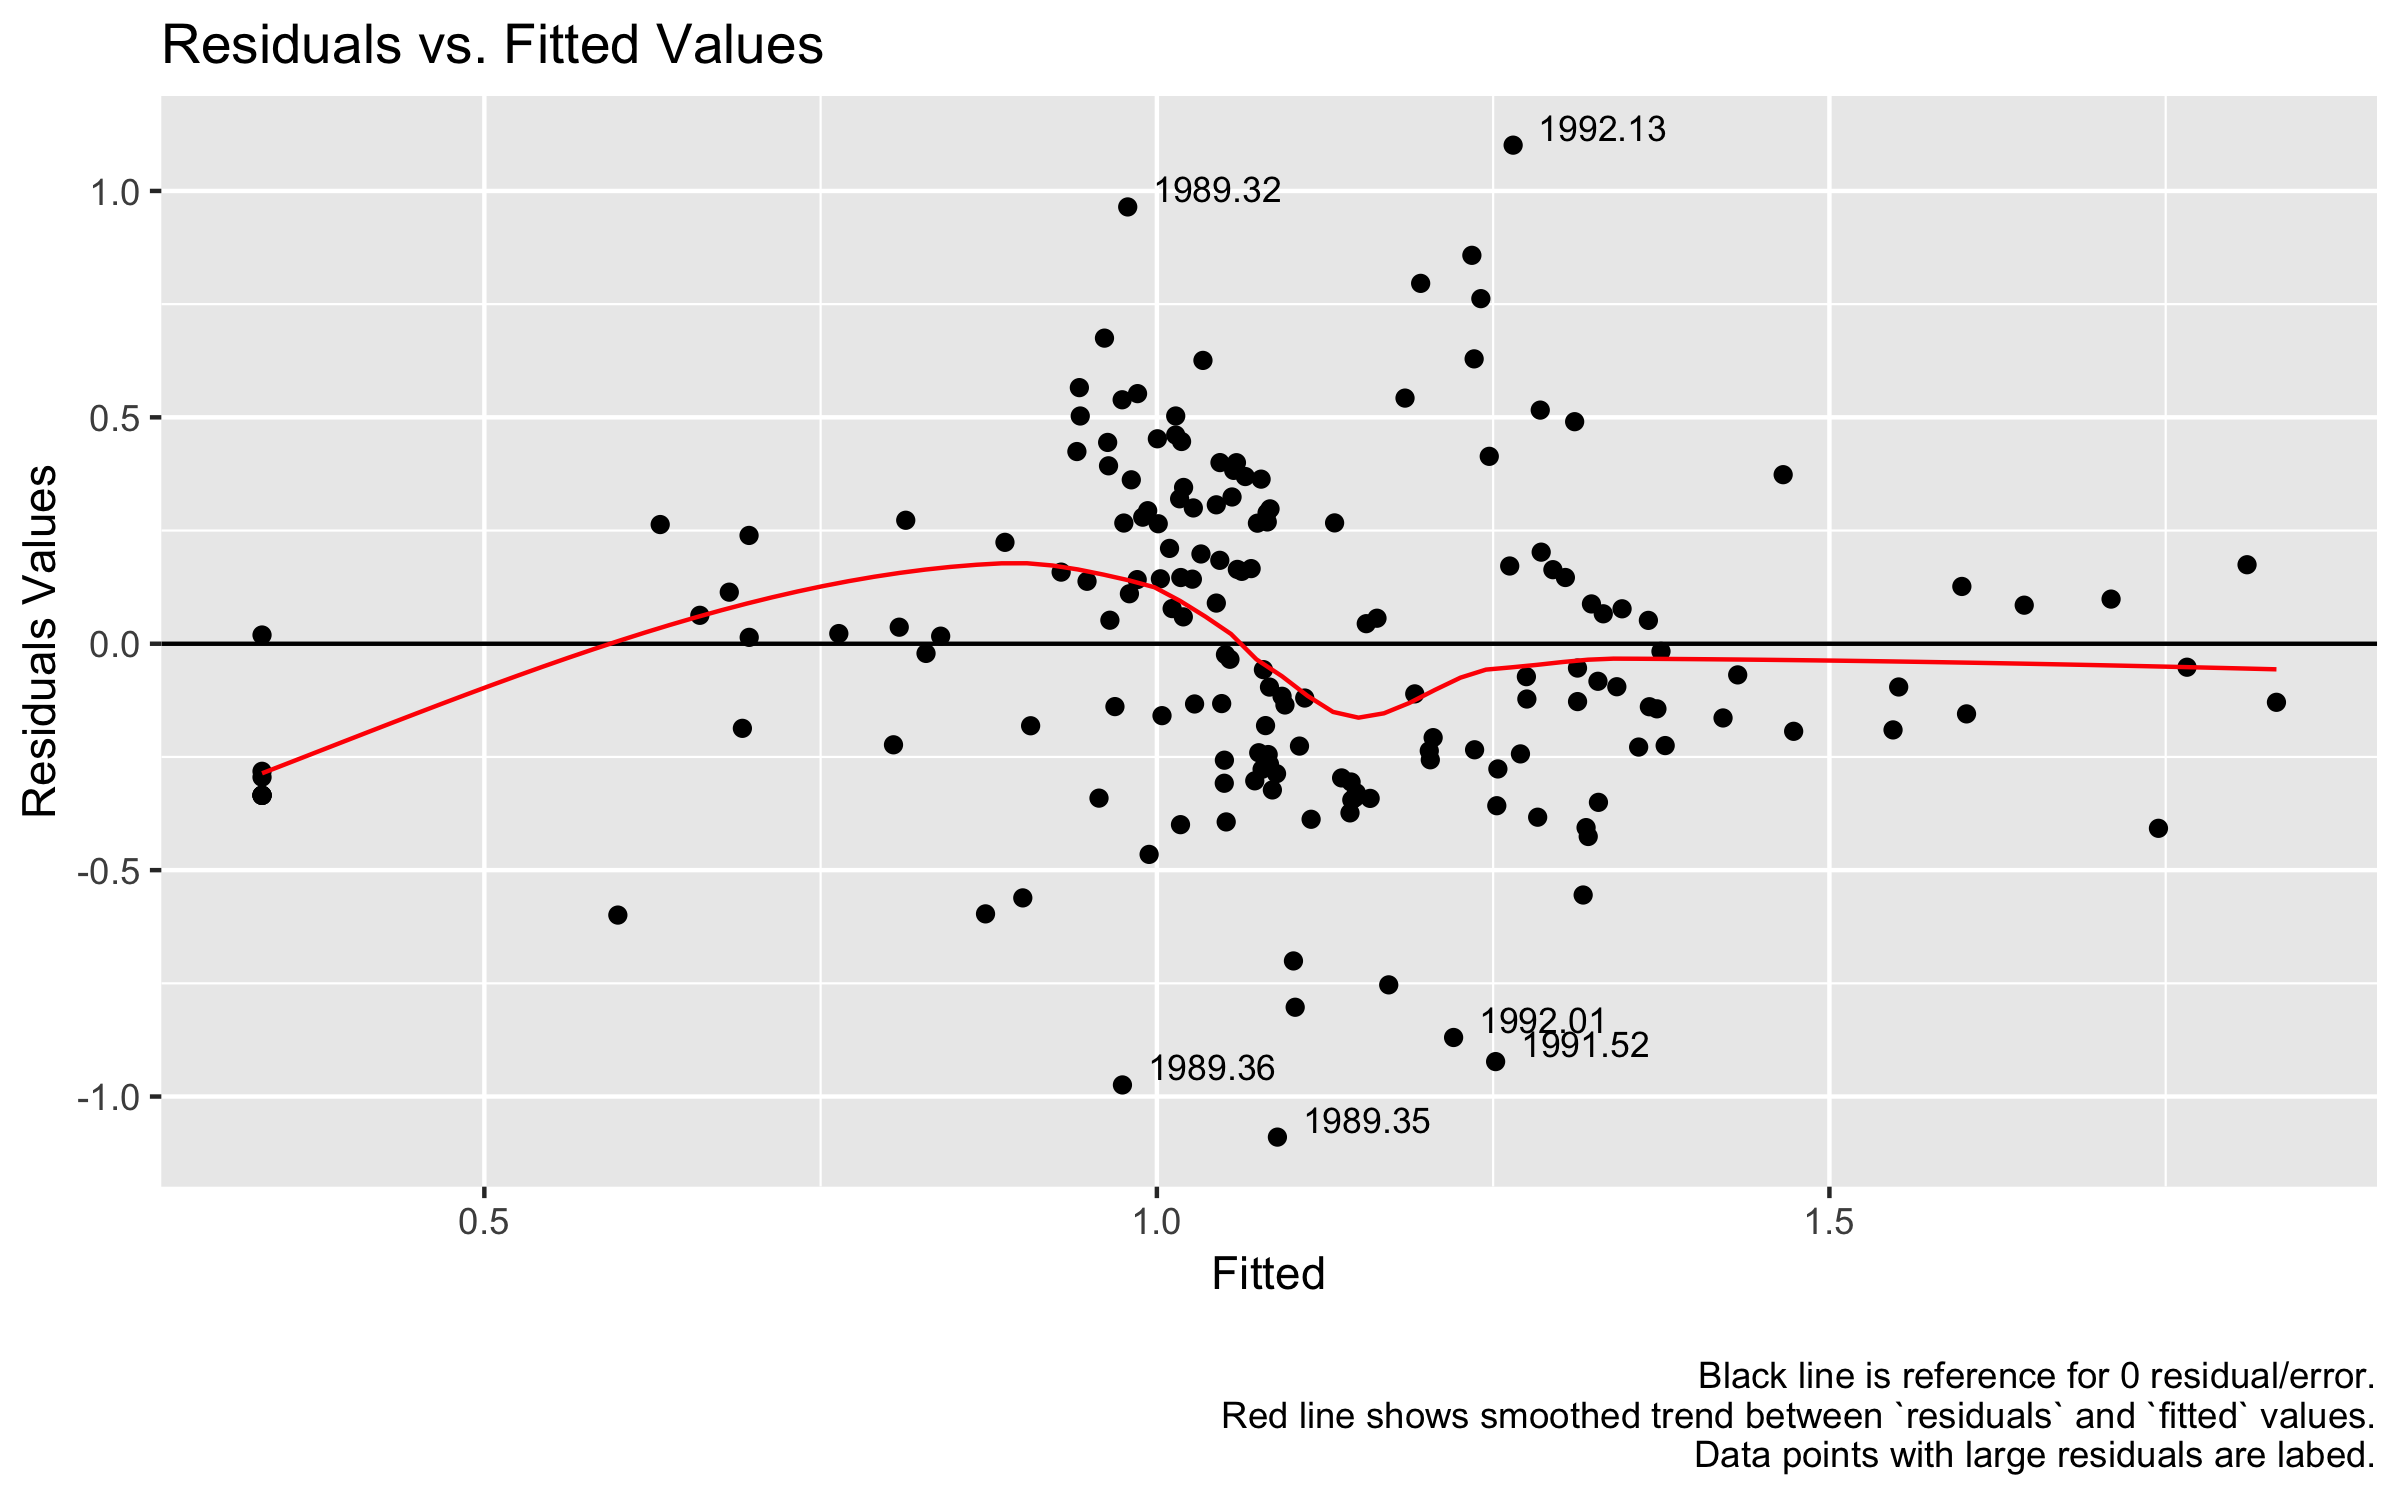 Residuals vs. Fitted Values
1992.13
1989.32
1992.01
1991.52
1989.36
1989.35
1.0
0.5
0.0
-0.5
-1.0
Residuals Values
0.5 1.0 1.5
Fitted
Black line is reference for 0 residual/error.
Red line shows smoothed trend between `residuals` and `fitted` values.
Data points with large residuals are labed.